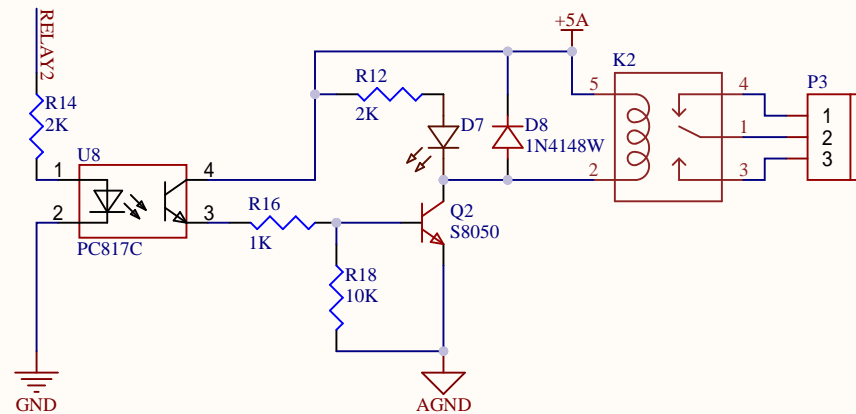 +5A
RELAY2
K2
R12
5
4
P3
R14
2K
D7
D8
1
2K
1N4148W
1
2
U8
3
1
4
2
3
R16
Q2
2
3
S8050
PC817C
1K
R18
10K
GND
AGND